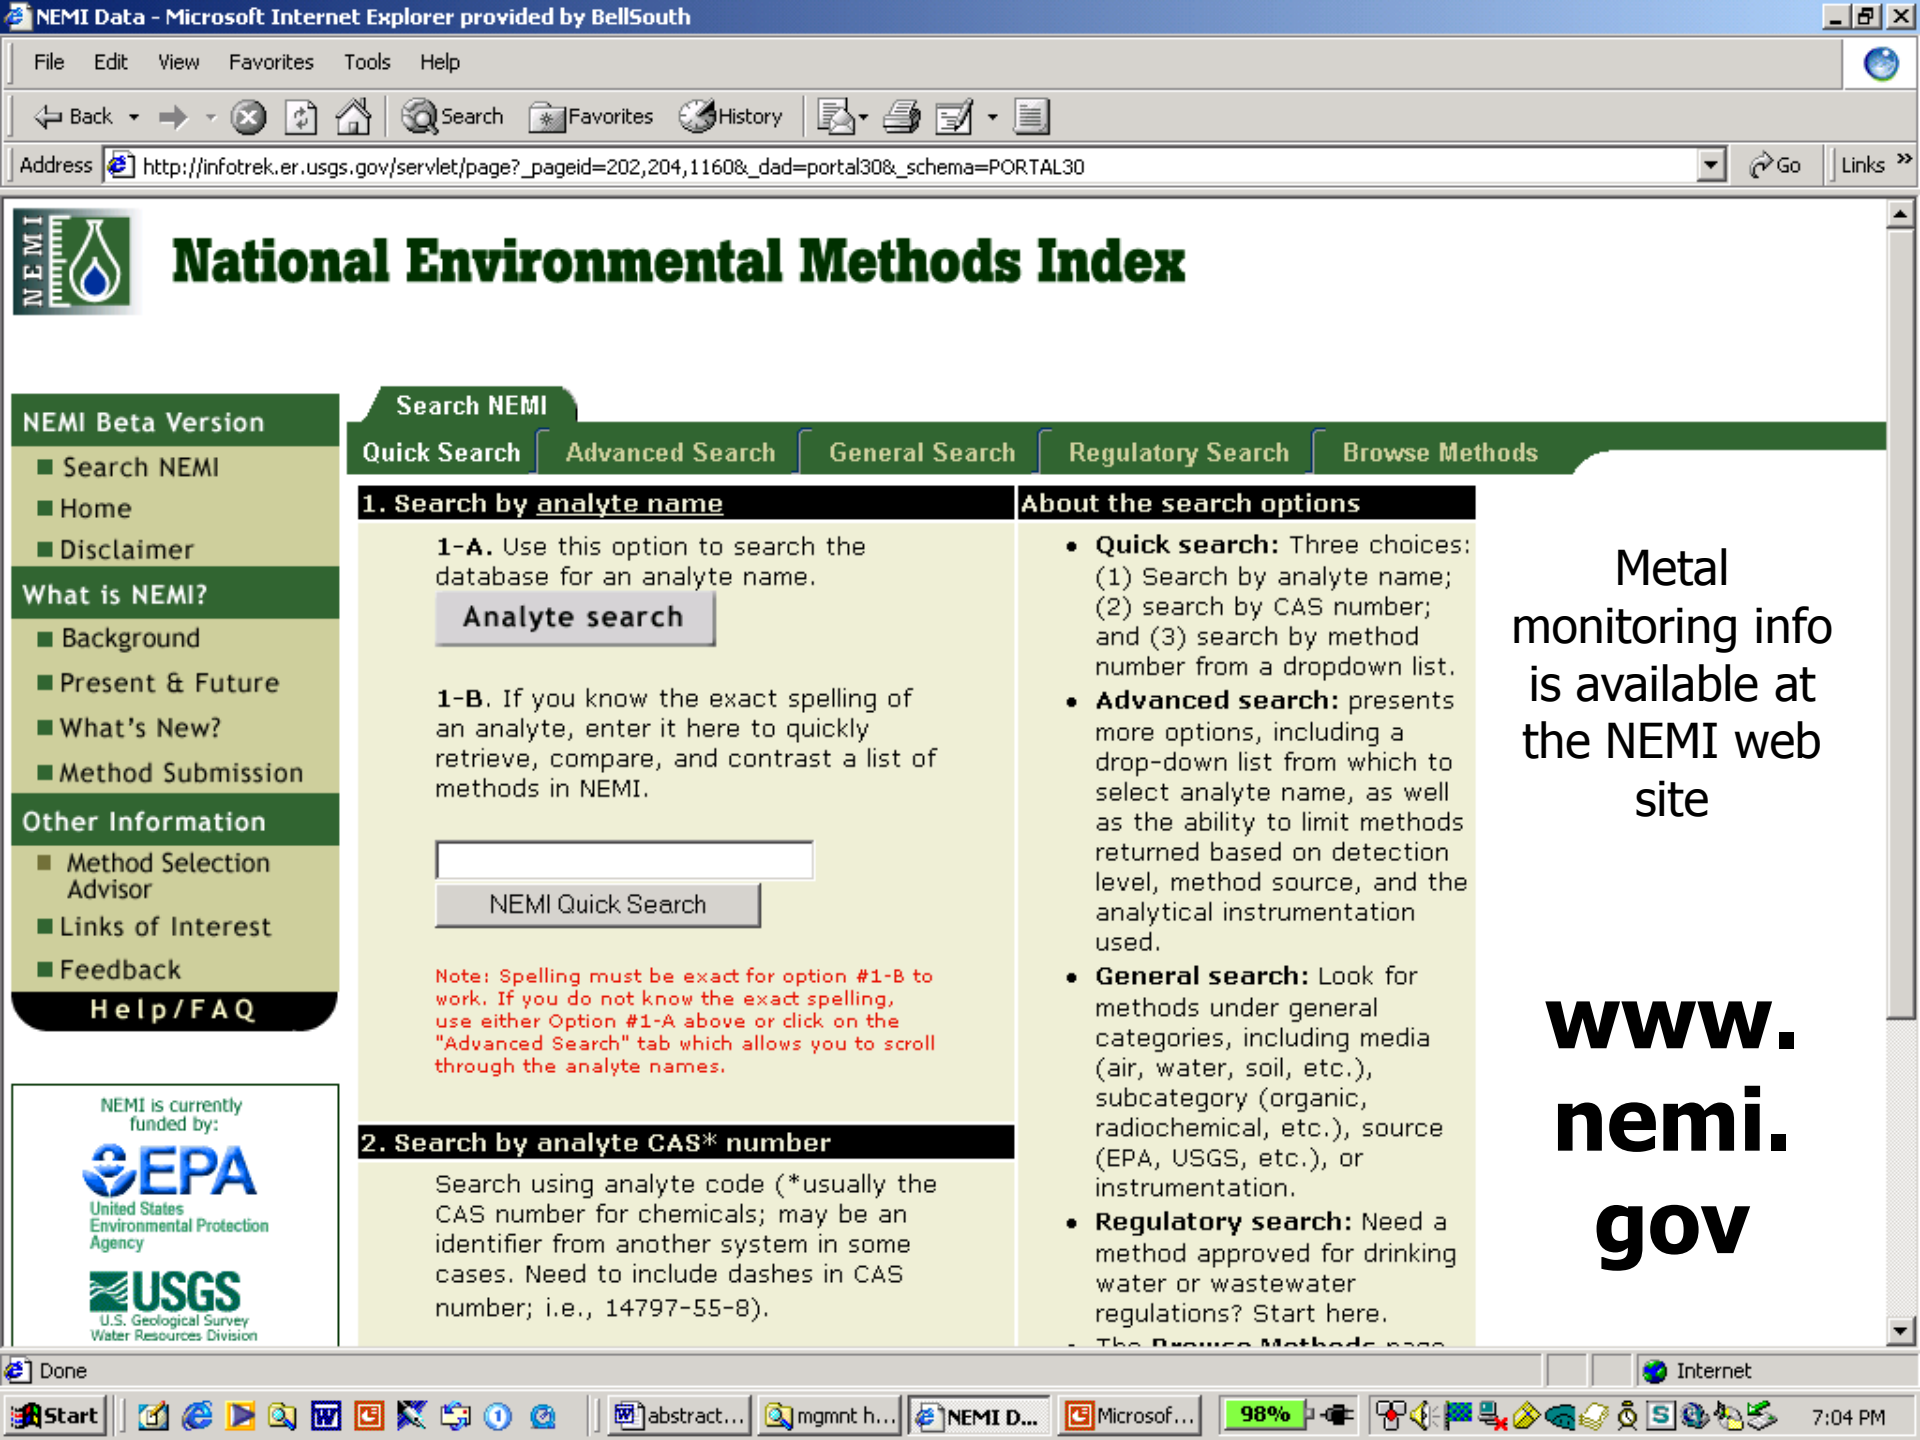 NEMI Data - Microsoft Internet Explorer provided by BellSouth
File Edit View Favorites Tools Help
Back Search Favorites History
Address http://infotrek.er.usgs.gov/servlet/page?_pageid=202,204,1160&_dad=portal30&_schema=PORTAL30 Go Links »
NEMI
National Environmental Methods Index
NEMI Beta Version
Search NEMI
Home
Disclaimer
What is NEMI?
Background
Present & Future
What's New?
Method Submission
Other Information
Method Selection
Advisor
Links of Interest
Feedback
Help/FAQ
NEMI is currently
funded by:
EPA
United States
Environmental Protection
Agency
USGS
U.S. Geological Survey
Water Resources Division
Search NEMI
Quick Search Advanced Search General Search Regulatory Search Browse Methods
1. Search by analyte name
1-A. Use this option to search the
database for an analyte name.
Analyte search
1-B. If you know the exact spelling of
an analyte, enter it here to quickly
retrieve, compare, and contrast a list of
methods in NEMI.
NEMI Quick Search
Note: Spelling must be exact for option #1-B to
work. If you do not know the exact spelling,
use either Option #1-A above or click on the
"Advanced Search" tab which allows you to scroll
through the analyte names.
2. Search by analyte CAS* number
Search using analyte code (*usually the
CAS number for chemicals; may be an
identifier from another system in some
cases. Need to include dashes in CAS
number; i.e., 14797-55-8).
About the search options
• Quick search: Three choices:
(1) Search by analyte name;
(2) search by CAS number;
and (3) search by method
number from a dropdown list.
• Advanced search: presents
more options, including a
drop-down list from which to
select analyte name, as well
as the ability to limit methods
returned based on detection
level, method source, and the
analytical instrumentation
used.
• General search: Look for
methods under general
categories, including media
(air, water, soil, etc.),
subcategory (organic,
radiochemical, etc.), source
(EPA, USGS, etc.), or
instrumentation.
• Regulatory search: Need a
method approved for drinking
water or wastewater
regulations? Start here.
• The Browse Methods page
Metal
monitoring info
is available at
the NEMI web
site
www.
nemi.
gov
Done Internet
Start abstract... mgmnt h... NEMI D... Microsof... 98% 7:04 PM